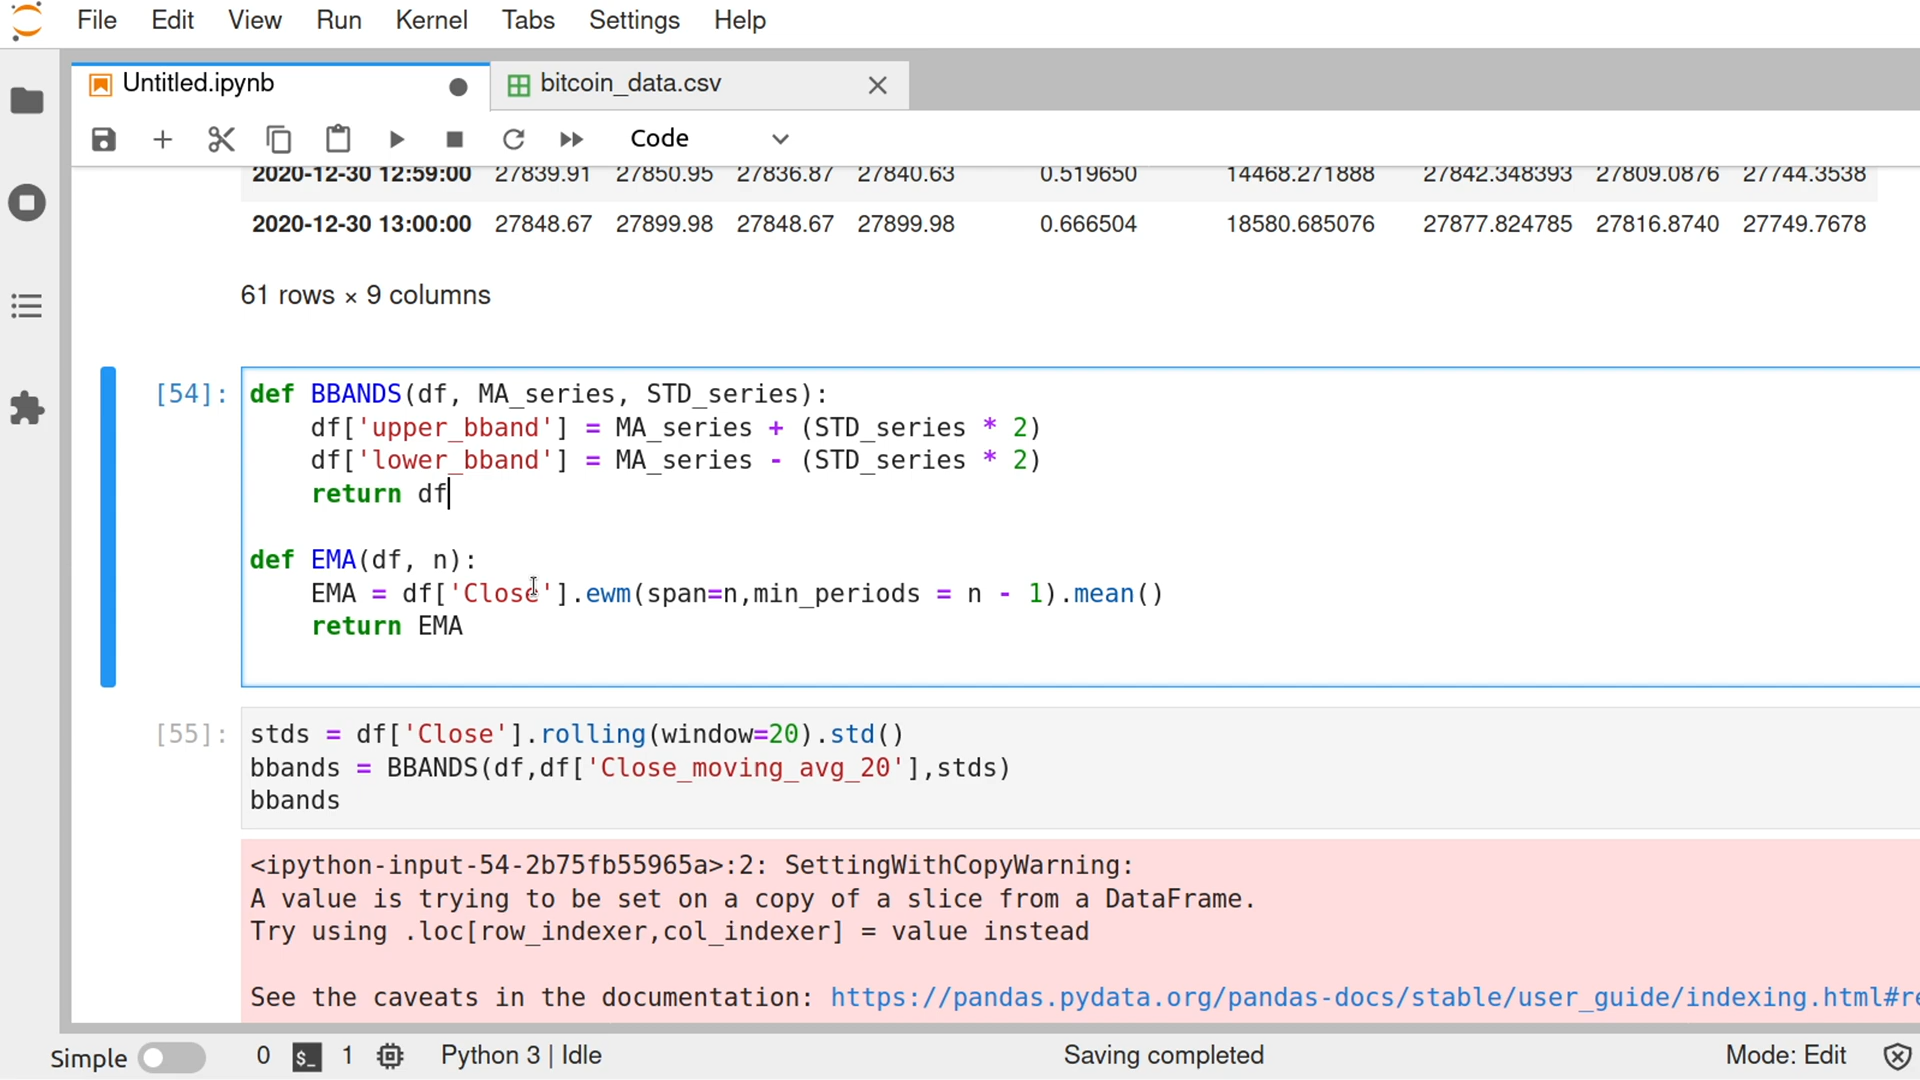 File Edit View Run Kernel Tabs Settings Help
Untitled.ipynb bitcoin_data.csv
Code
2020-12-30 12:59:00 27839.91 27850.95 27836.87 27840.63 0.519650 14468.271888 27842.348393 27809.0876 27744.3538
2020-12-30 13:00:00 27848.67 27899.98 27848.67 27899.98 0.666504 18580.685076 27877.824785 27816.8740 27749.7678
61 rows × 9 columns
[54]: def BBANDS(df, MA_series, STD_series):
df['upper_bband'] = MA_series + (STD_series * 2)
df['lower_bband'] = MA_series - (STD_series * 2)
return df
def EMA(df, n):
EMA = df['Close'].ewm(span=n,min_periods = n - 1).mean()
return EMA
[55]: stds = df['Close'].rolling(window=20).std()
bbands = BBANDS(df,df['Close_moving_avg_20'],stds)
bbands
<ipython-input-54-2b75fb55965a>:2: SettingWithCopyWarning:
A value is trying to be set on a copy of a slice from a DataFrame.
Try using .loc[row_indexer,col_indexer] = value instead
See the caveats in the documentation: https://pandas.pydata.org/pandas-docs/stable/user_guide/indexing.html#re
Simple 0 $_ 1 Python 3 | Idle Saving completed Mode: Edit